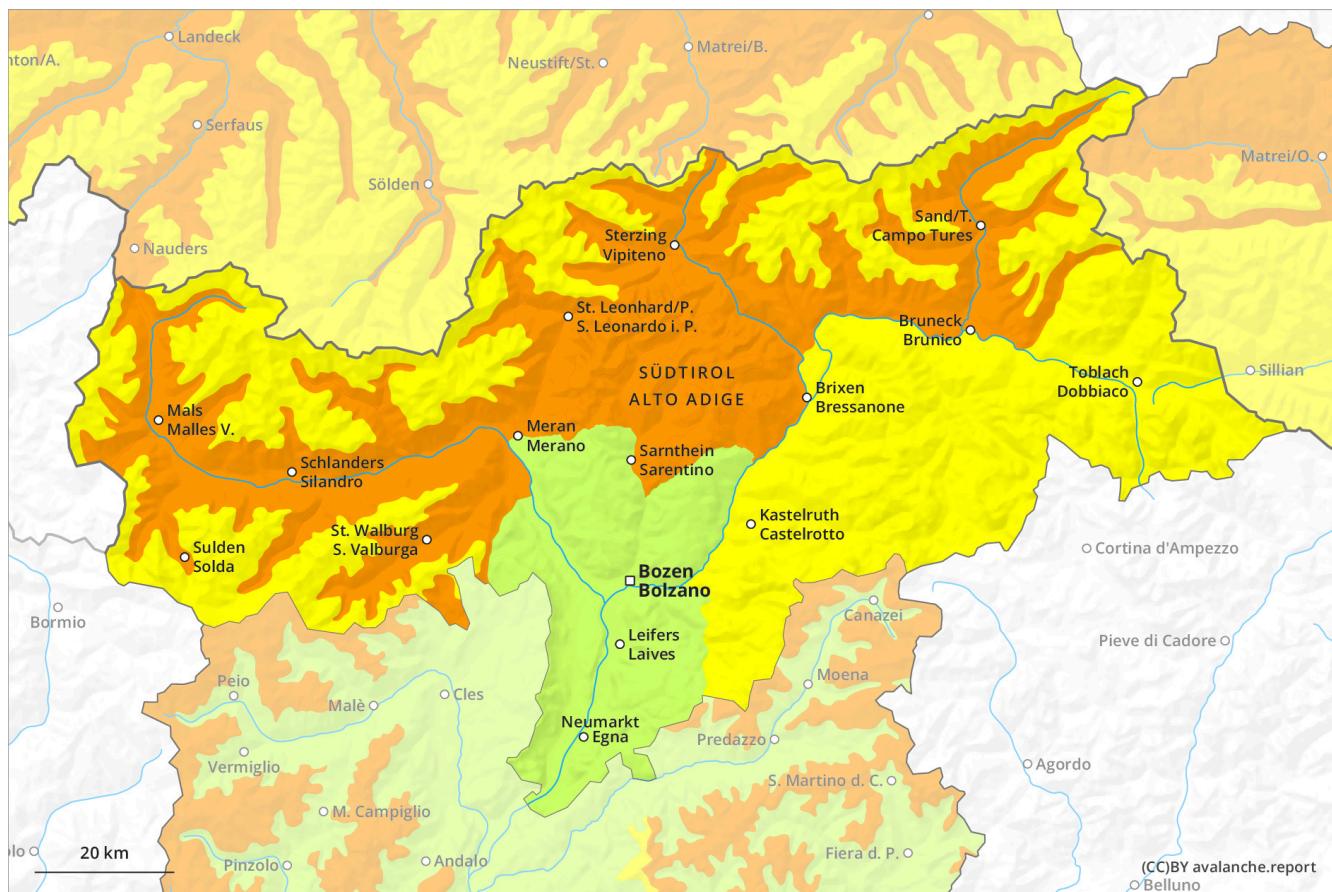 Landeck
nton/A.
Neustift/St.
Matrei/B.
Serfaus
Matrei/O.
Sölden
Nauders
Sand/T.
Campo Tures
Sterzing
Vipiteno
St. Leonhard/P.
S. Leonardo i. P.
Bruneck
Brunico
SÜDTIROL
ALTO ADIGE
Toblach
Dobbiaco
Sillian
Brixen
Bressanone
Mals
Malles V.
Meran
Merano
Sarnthein
Sarentino
Schlanders
Silandro
Kastelruth
Castelrotto
St. Walburg
S. Valburga
Sulden
Solda
Cortina d'Ampezzo
Bozen
Bolzano
Bormio
Canazei
Leifers
Laives
Pieve di Cadore
Peio
Malè
Cles
Moena
Neumarkt
Egna
Predazzo
Vermiglio
Agordo
S. Martino d. C.
M. Campiglio
olo
20 km
Pinzolo
Andalo
Fiera d. P.
(CC)BY avalanche.report
Belluno